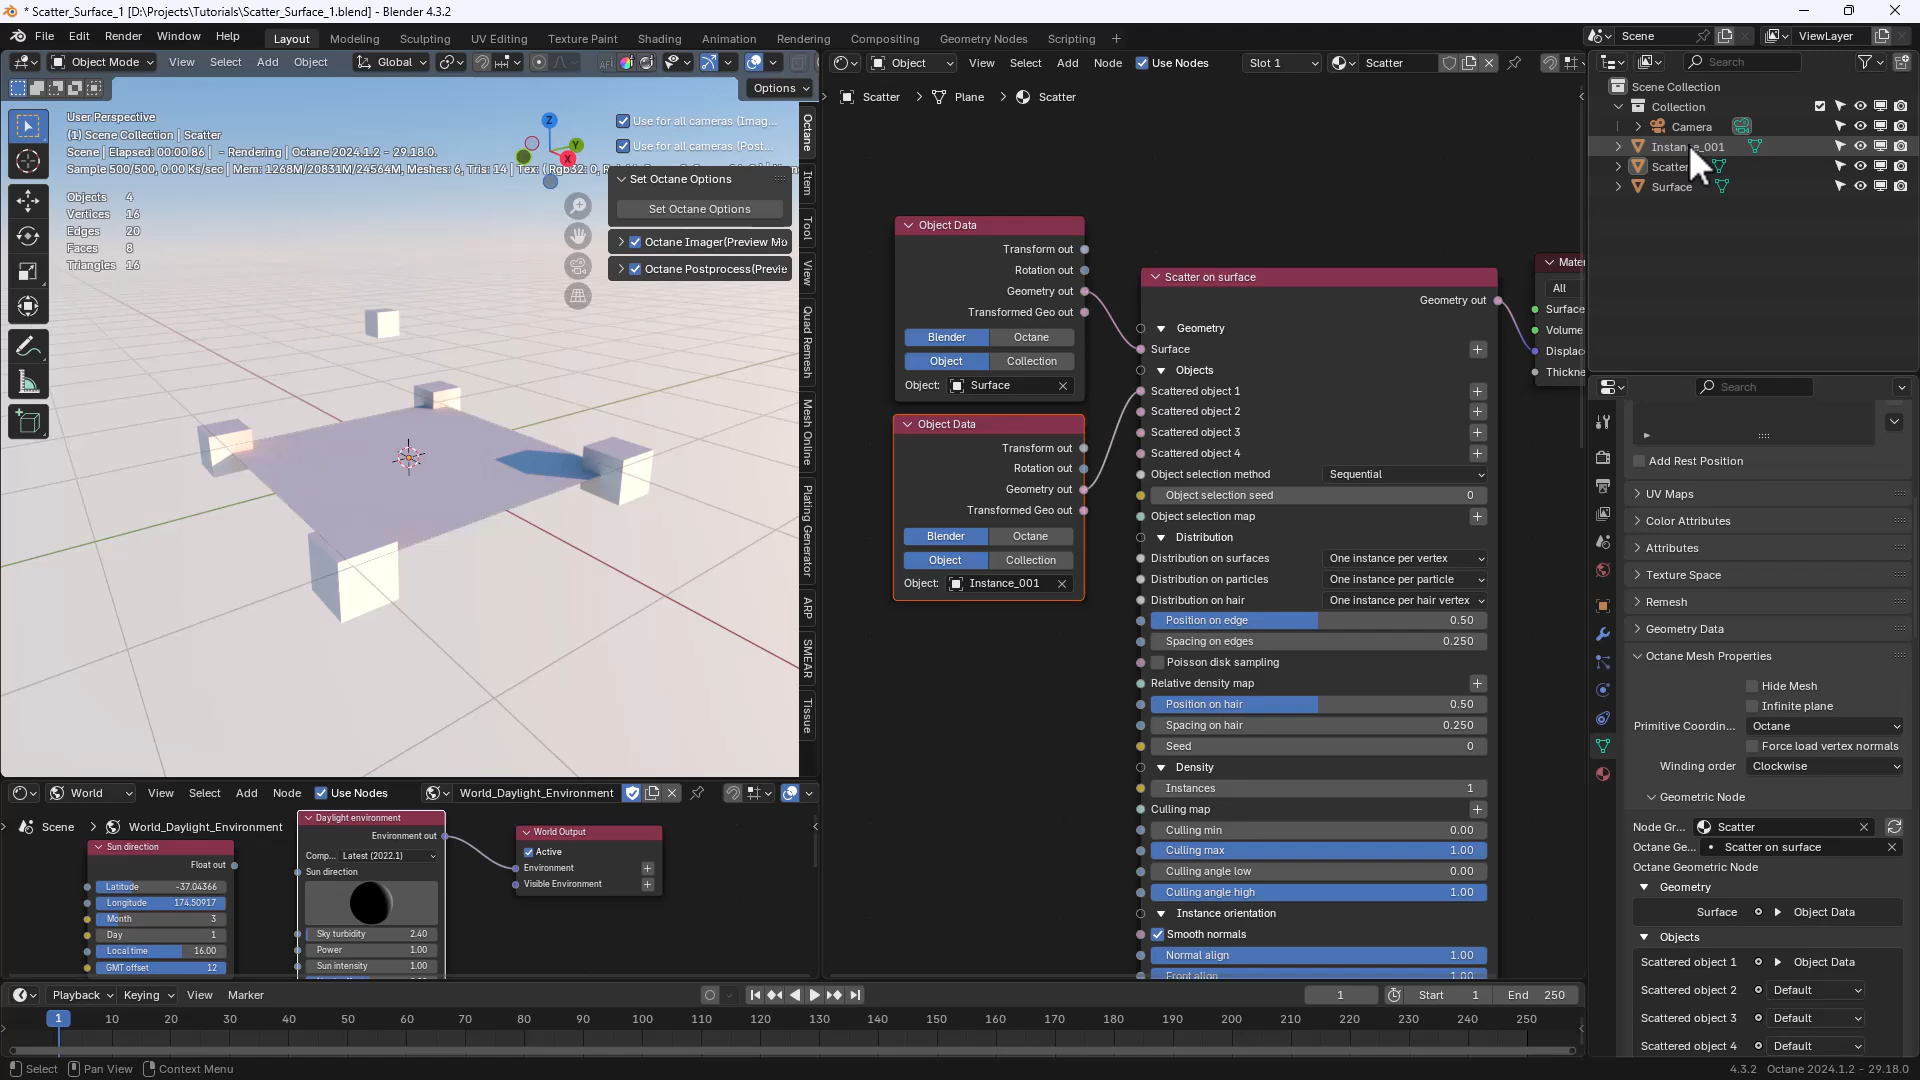 * Scatter_Surface_1 [D:\Projects\Tutorials\Scatter_Surface_1.blend] - Blender 4.3.2
File Edit Render Window Help Layout Modeling Sculpting UV Editing Texture Paint Shading Animation Rendering Compositing Geometry Nodes Scripting + Scene ViewLayer
Object Mode View Select Add Object Global
Options
User Perspective
(1) Scene Collection | Scatter
Scene | Elapsed: 00:00.86 | - Rendering | Octane 2024.1.2 - 29.18.0.
Sample 500/500, 0.00 Ks/sec | Mem: 1268M/20831M/24564M, Meshes: 6, Tris: 14 | Tex: ( Rgb32: 0, R
Objects 4
Vertices 16
Edges 20
Faces 8
Triangles 16
Z
Y
X
Use for all cameras (Imag...
Use for all cameras (Post...
Set Octane Options
Set Octane Options
Octane Imager(Preview Mo
Octane Postprocess(Previe
Octane
Item
Tool
View
Quad Remesh
Mesh Online
Plating Generator
ARP
SMEAR
Tissue
Object View Select Add Node Use Nodes Slot 1 Scatter
Scatter > Plane > Scatter
Object Data
Transform out
Rotation out
Geometry out
Transformed Geo out
Blender Octane
Object Collection
Object: Surface
Object Data
Transform out
Rotation out
Geometry out
Transformed Geo out
Blender Octane
Object Collection
Object: Instance_001
Scatter on surface
Geometry out
Geometry
Surface
Objects
Scattered object 1
Scattered object 2
Scattered object 3
Scattered object 4
Object selection method Sequential
Object selection seed 0
Object selection map
Distribution
Distribution on surfaces One instance per vertex
Distribution on particles One instance per particle
Distribution on hair One instance per hair vertex
Position on edge 0.50
Spacing on edges 0.250
Poisson disk sampling
Relative density map
Position on hair 0.50
Spacing on hair 0.250
Seed 0
Density
Instances 1
Culling map
Culling min 0.00
Culling max 1.00
Culling angle low 0.00
Culling angle high 1.00
Instance orientation
Smooth normals
Normal align 1.00
Front align 1.00
Mater
All
Surface
Volume
Displac
Thickne
Search
Scene Collection
Collection
Camera
Instance_001
Scatter
Surface
Search
Add Rest Position
UV Maps
Color Attributes
Attributes
Texture Space
Remesh
Geometry Data
Octane Mesh Properties
Hide Mesh
Infinite plane
Primitive Coordin... Octane
Force load vertex normals
Winding order Clockwise
Geometric Node
Node Gr... Scatter
Octane Ge... Scatter on surface
Octane Geometric Node
Geometry
Surface Object Data
Objects
Scattered object 1 Object Data
Scattered object 2 Default
Scattered object 3 Default
Scattered object 4 Default
World View Select Add Node Use Nodes World_Daylight_Environment
Scene > World_Daylight_Environment
Sun direction
Float out
Latitude -37.04366
Longitude 174.50917
Month 3
Day 1
Local time 16.00
GMT offset 12
Daylight environment
Environment out
Comp... Latest (2022.1)
Sun direction
Sky turbidity 2.40
Power 1.00
Sun intensity 1.00
World Output
Active
Environment
Visible Environment
Playback Keying View Marker 1 Start 1 End 250
1 10 20 30 40 50 60 70 80 90 100 110 120 130 140 150 160 170 180 190 200 210 220 230 240 250
Select Pan View Context Menu 4.3.2 Octane 2024.1.2 - 29.18.0